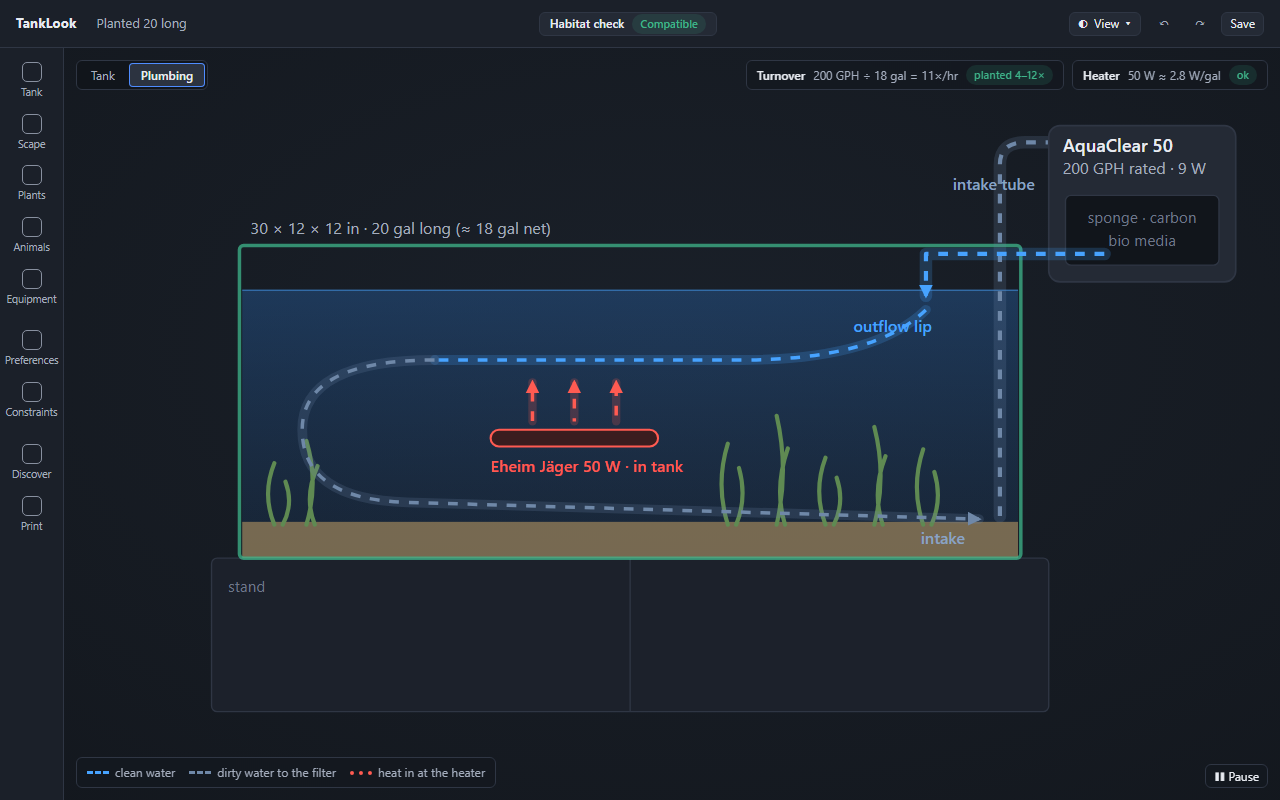 TankLook Planted 20 long
Habitat check Compatible
View
Save
Tank Plumbing
Turnover 200 GPH ÷ 18 gal = 11×/hr planted 4–12×
Heater 50 W ≈ 2.8 W/gal ok
Tank
Scape
Plants
Animals
Equipment
Preferences
Constraints
Discover
Print
AquaClear 50
200 GPH rated · 9 W
sponge · carbon
bio media
intake tube
30 × 12 × 12 in · 20 gal long (≈ 18 gal net)
outflow lip
Eheim Jäger 50 W · in tank
intake
stand
clean water dirty water to the filter heat in at the heater
Pause